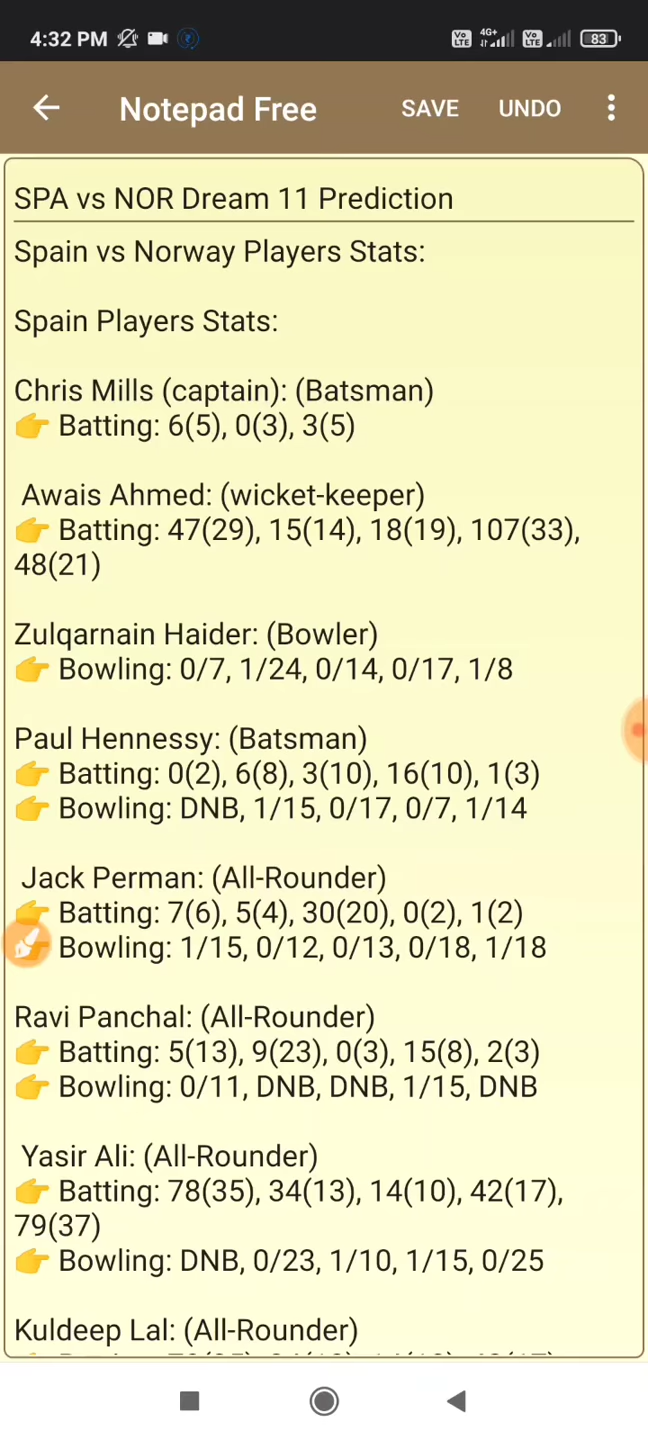 4:32 PM
Vo LTE 4G+ Vo LTE 83
Notepad Free SAVE UNDO
SPA vs NOR Dream 11 Prediction
Spain vs Norway Players Stats:
Spain Players Stats:
Chris Mills (captain): (Batsman)
👉 Batting: 6(5), 0(3), 3(5)
Awais Ahmed: (wicket-keeper)
👉 Batting: 47(29), 15(14), 18(19), 107(33),
48(21)
Zulqarnain Haider: (Bowler)
👉 Bowling: 0/7, 1/24, 0/14, 0/17, 1/8
Paul Hennessy: (Batsman)
👉 Batting: 0(2), 6(8), 3(10), 16(10), 1(3)
👉 Bowling: DNB, 1/15, 0/17, 0/7, 1/14
Jack Perman: (All-Rounder)
👉 Batting: 7(6), 5(4), 30(20), 0(2), 1(2)
👉 Bowling: 1/15, 0/12, 0/13, 0/18, 1/18
Ravi Panchal: (All-Rounder)
👉 Batting: 5(13), 9(23), 0(3), 15(8), 2(3)
👉 Bowling: 0/11, DNB, DNB, 1/15, DNB
Yasir Ali: (All-Rounder)
👉 Batting: 78(35), 34(13), 14(10), 42(17),
79(37)
👉 Bowling: DNB, 0/23, 1/10, 1/15, 0/25
Kuldeep Lal: (All-Rounder)